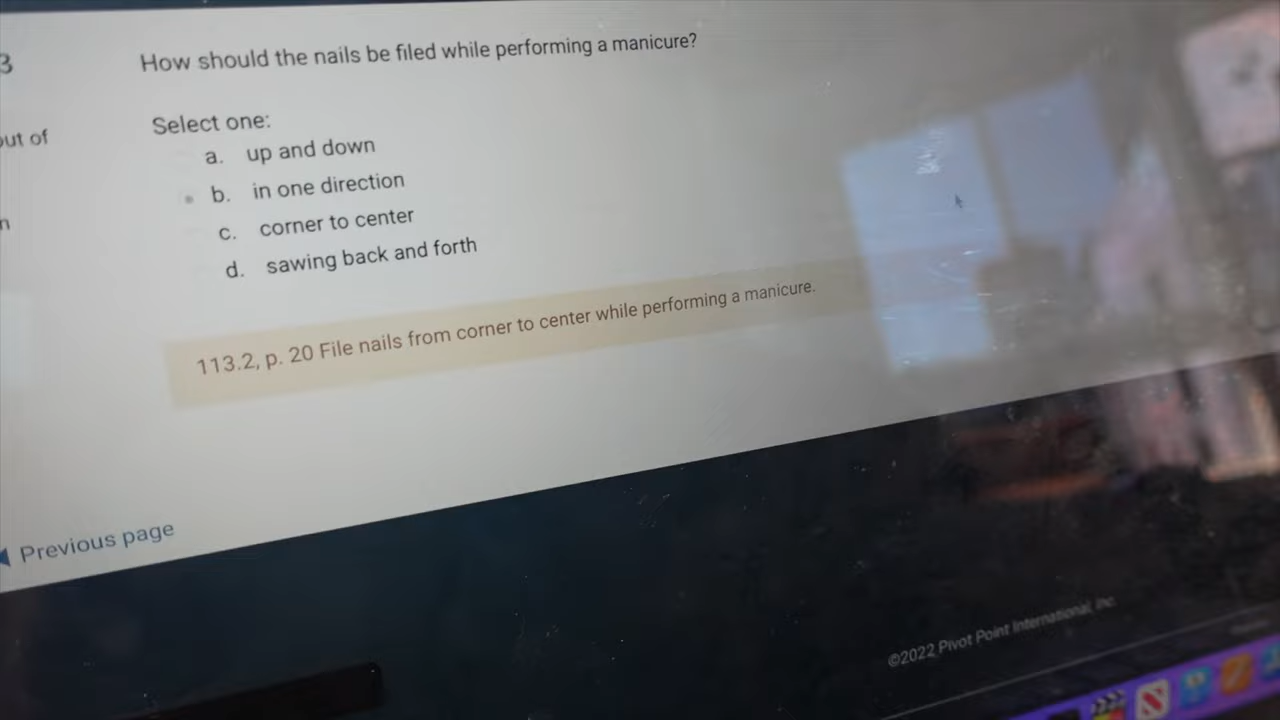 3
How should the nails be filed while performing a manicure?
out of
Select one:
a. up and down
b. in one direction
n
c. corner to center
d. sawing back and forth
113.2, p. 20 File nails from corner to center while performing a manicure.
Previous page
©2022 Pivot Point International, Inc.